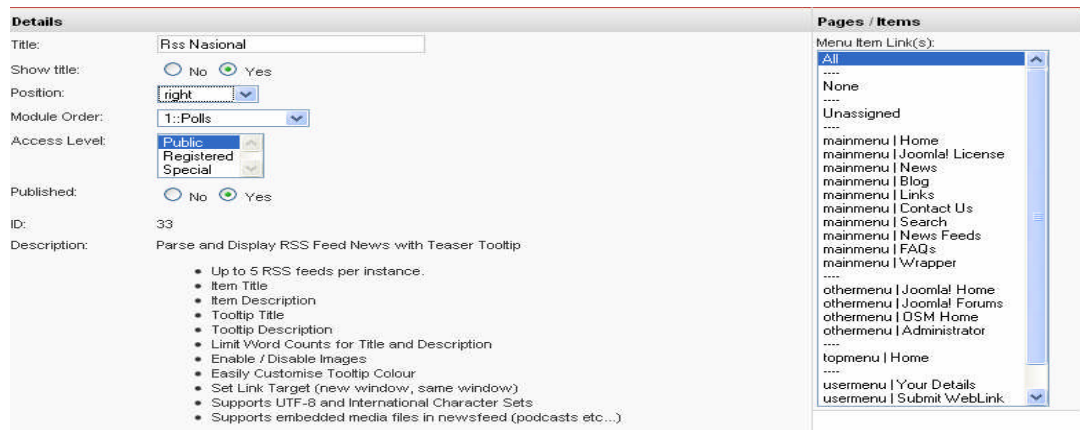 Details
Title: Rss Nasional
Show title: No Yes
Position: right
Module Order: 1::Polls
Access Level: Public
Registered
Special
Published: No Yes
ID: 33
Description: Parse and Display RSS Feed News with Teaser Tooltip
• Up to 5 RSS feeds per instance.
• Item Title
• Item Description
• Tooltip Title
• Tooltip Description
• Limit Word Counts for Title and Description
• Enable / Disable Images
• Easily Customise Tooltip Colour
• Set Link Target (new window, same window)
• Supports UTF-8 and International Character Sets
• Supports embedded media files in newsfeed (podcasts etc...)
Pages / Items
Menu Item Link(s):
All
----
None
----
Unassigned
----
mainmenu | Home
mainmenu | Joomla! License
mainmenu | News
mainmenu | Blog
mainmenu | Links
mainmenu | Contact Us
mainmenu | Search
mainmenu | News Feeds
mainmenu | FAQs
mainmenu | Wrapper
----
othermenu | Joomla! Home
othermenu | Joomla! Forums
othermenu | OSM Home
othermenu | Administrator
----
topmenu | Home
----
usermenu | Your Details
usermenu | Submit WebLink